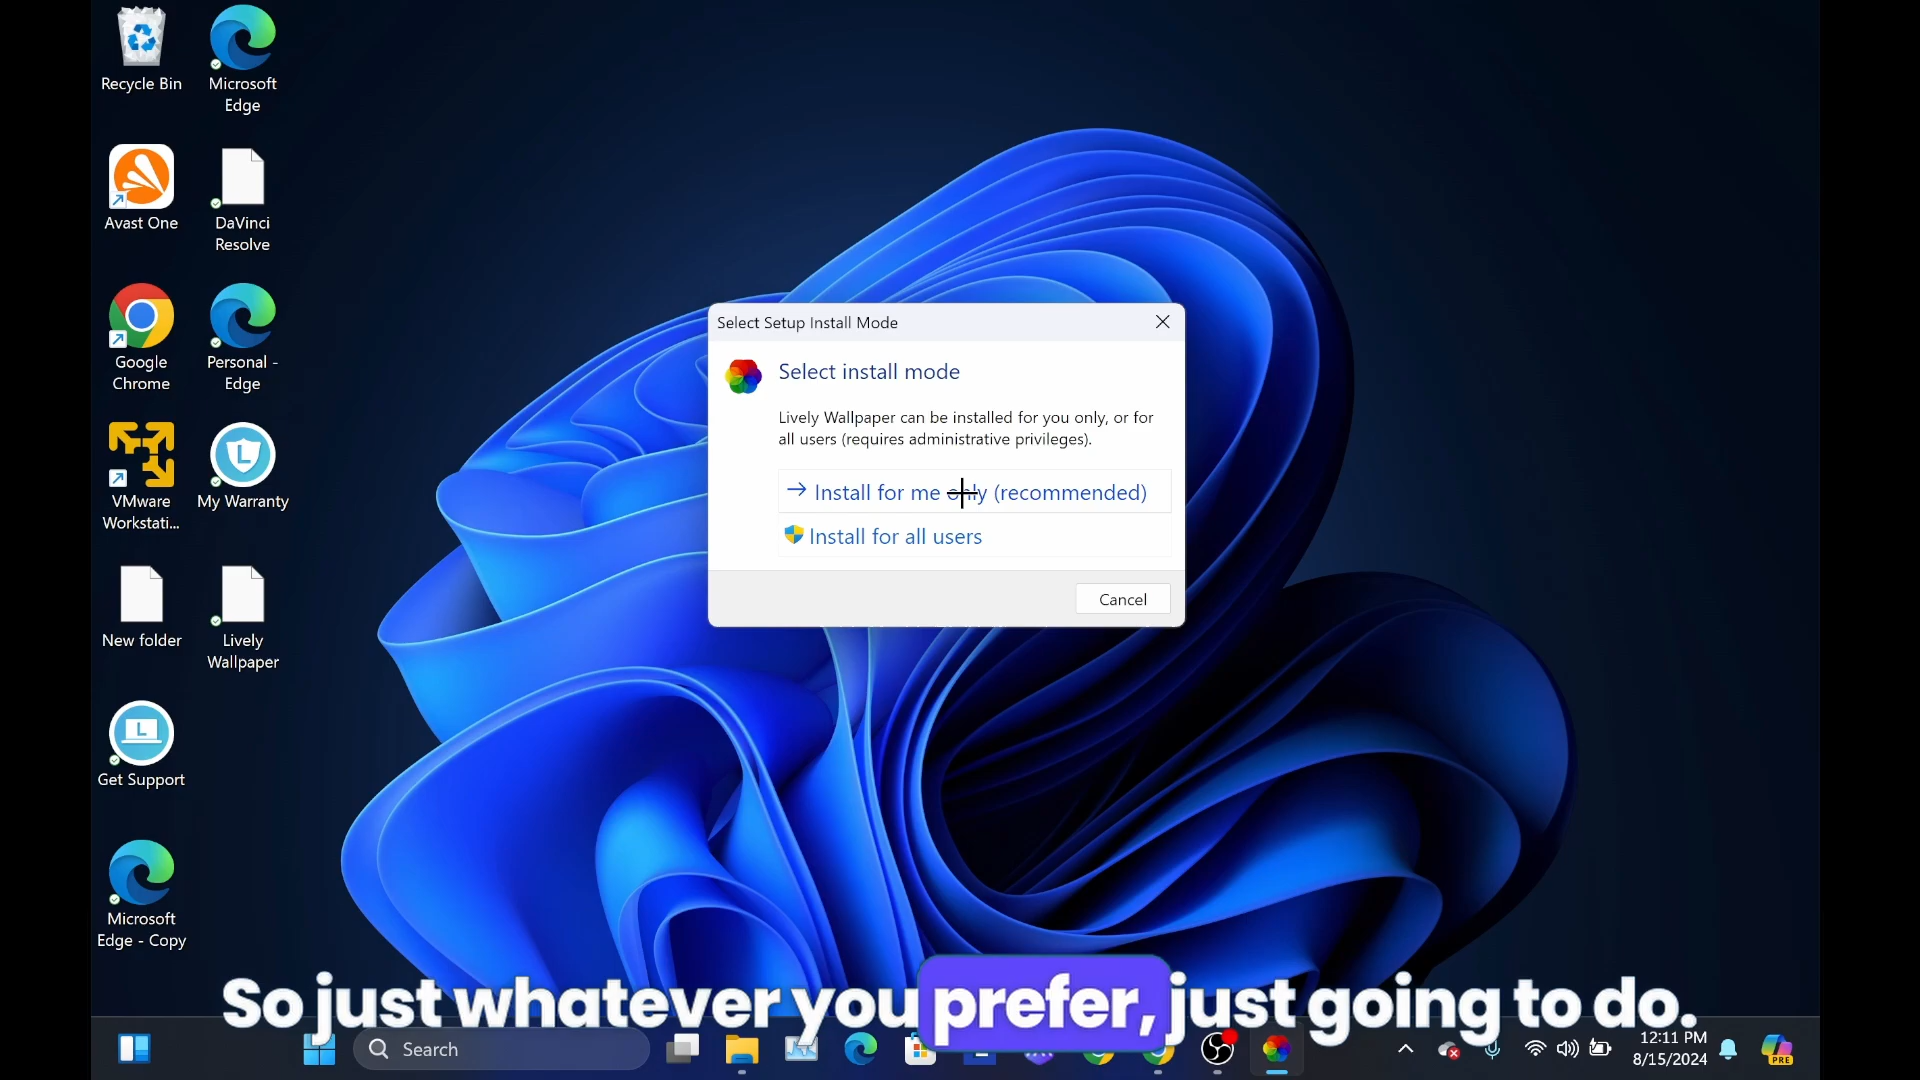 Recycle Bin
Microsoft
Edge
Avast One
DaVinci
Resolve
Google
Chrome
Personal -
Edge
VMware
Workstati...
My Warranty
New folder
Lively
Wallpaper
L
Get Support
Microsoft
Edge - Copy
Select Setup Install Mode
Select install mode
Lively Wallpaper can be installed for you only, or for
all users (requires administrative privileges).
Install for me only (recommended)
Install for all users
Cancel
So just whatever you prefer, just going to do.
Search
12:11 PM
8/15/2024
PRE